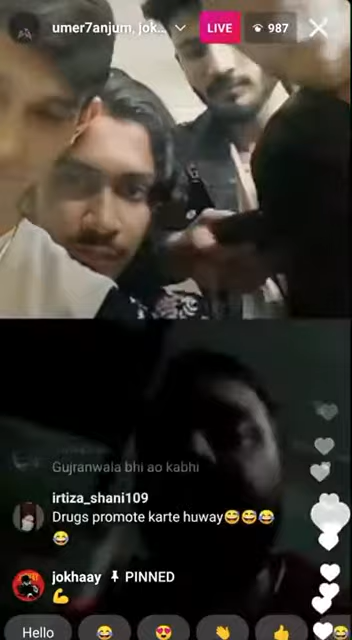 umer7anjum, jok...
LIVE
987
Gujranwala bhi ao kabhi
irtiza_shani109
Drugs promote karte huway😅😅😂
😂
jokhaay 📌 PINNED
💪
Hello 😂 😍 👏 👍 😂